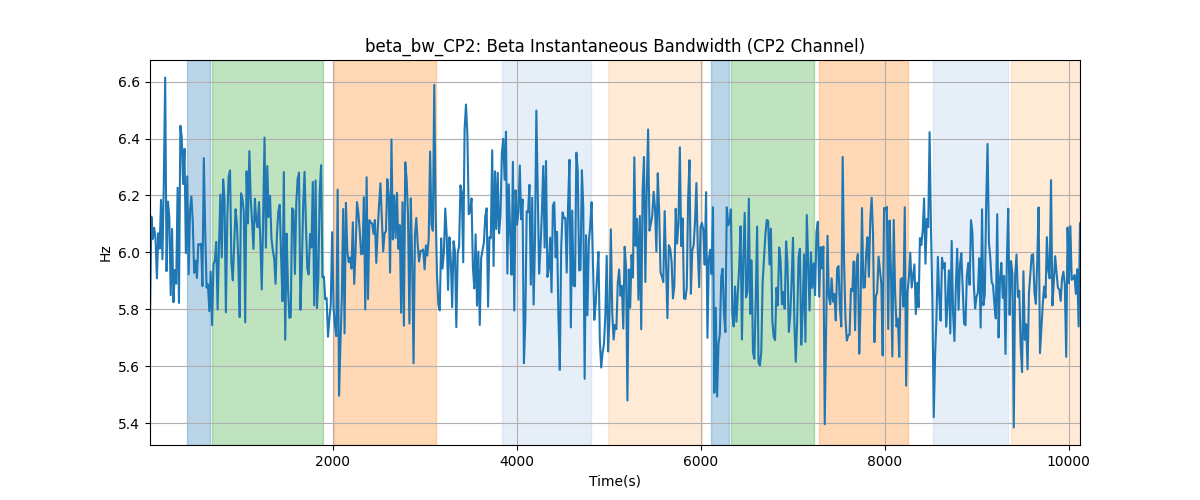 beta_bw_CP2: Beta Instantaneous Bandwidth (CP2 Channel)
6.6
6.4
6.2
6.0
5.8
5.6
5.4
Hz
2000 4000 6000 8000 10000
Time(s)